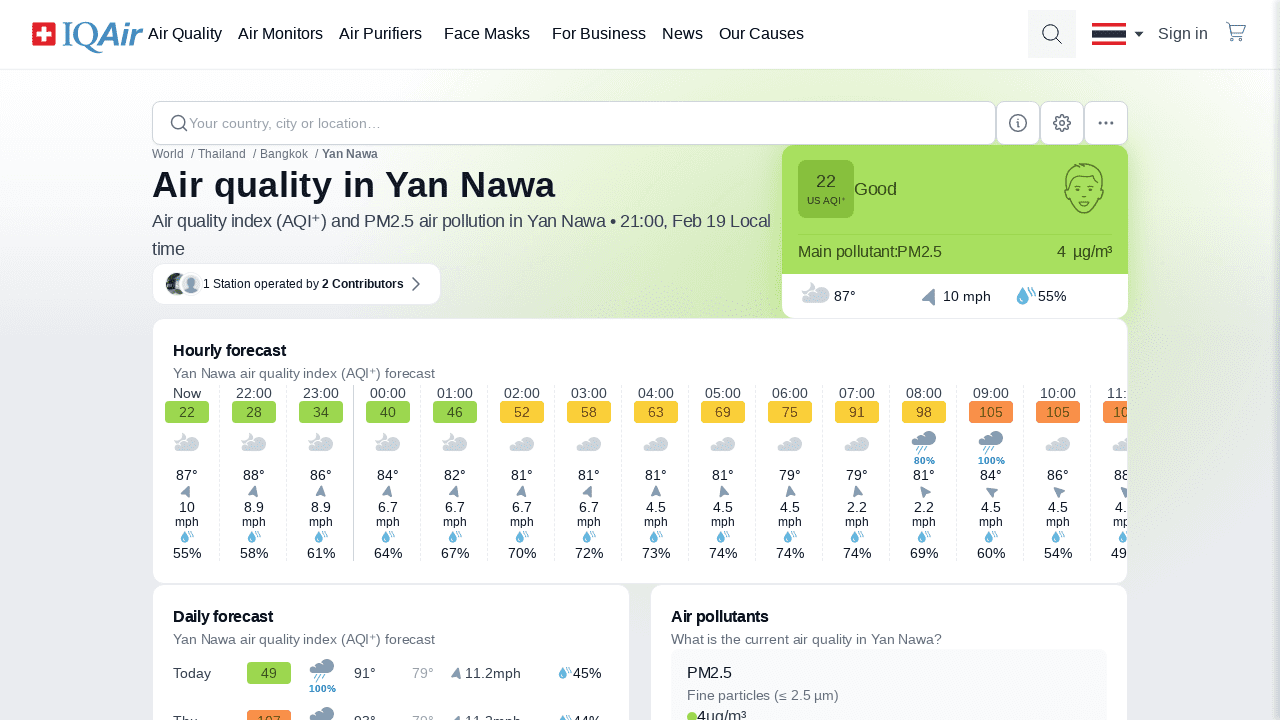 IQAir Air Quality Air Monitors Air Purifiers Face Masks For Business News Our Causes Sign in
Your country, city or location...
World / Thailand / Bangkok / Yan Nawa
Air quality in Yan Nawa
Air quality index (AQI⁺) and PM2.5 air pollution in Yan Nawa • 21:00, Feb 19 Local
time
1 Station operated by 2 Contributors
22
US AQI⁺
Good
Main pollutant: PM2.5 4 µg/m³
87° 10 mph 55%
Hourly forecast
Yan Nawa air quality index (AQI⁺) forecast
Now 22:00 23:00 00:00 01:00 02:00 03:00 04:00 05:00 06:00 07:00 08:00 09:00 10:00
22 28 34 40 46 52 58 63 69 75 91 98 105 105
80% 100%
87° 88° 86° 84° 82° 81° 81° 81° 81° 79° 79° 81° 84° 86°
10 8.9 8.9 6.7 6.7 6.7 6.7 4.5 4.5 4.5 2.2 2.2 4.5 4.5
mph mph mph mph mph mph mph mph mph mph mph mph mph mph
55% 58% 61% 64% 67% 70% 72% 73% 74% 74% 74% 69% 60% 54%
Daily forecast
Yan Nawa air quality index (AQI⁺) forecast
Today 49 100% 91° 79° 11.2mph 45%
Air pollutants
What is the current air quality in Yan Nawa?
PM2.5
Fine particles (≤ 2.5 µm)
4µg/m³